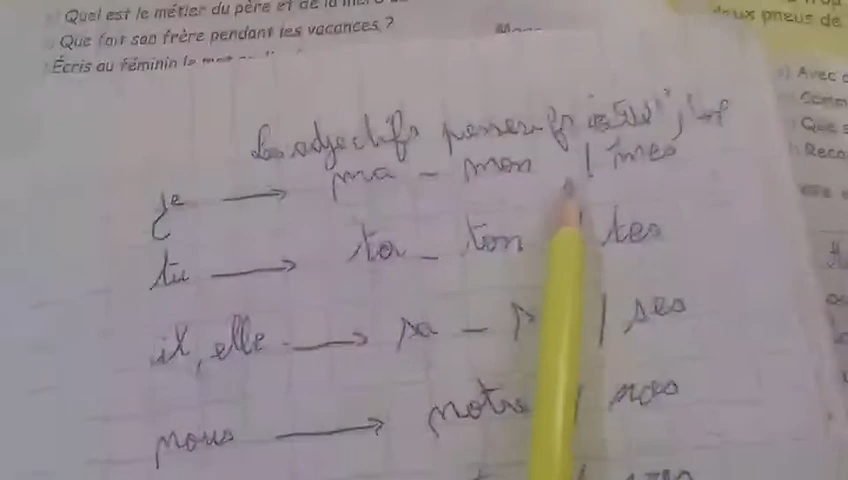 Quel est le métier du père et de la
Que fait son frère pendant les vacances ?
Écris au féminin le
eux pneus de
Avec
Comm
Que s
Reco
Les adjectifs possessifs
je → ma - mon / mes
tu → ta - ton / tes
il, elle → sa - / ses
nous → notre / nos